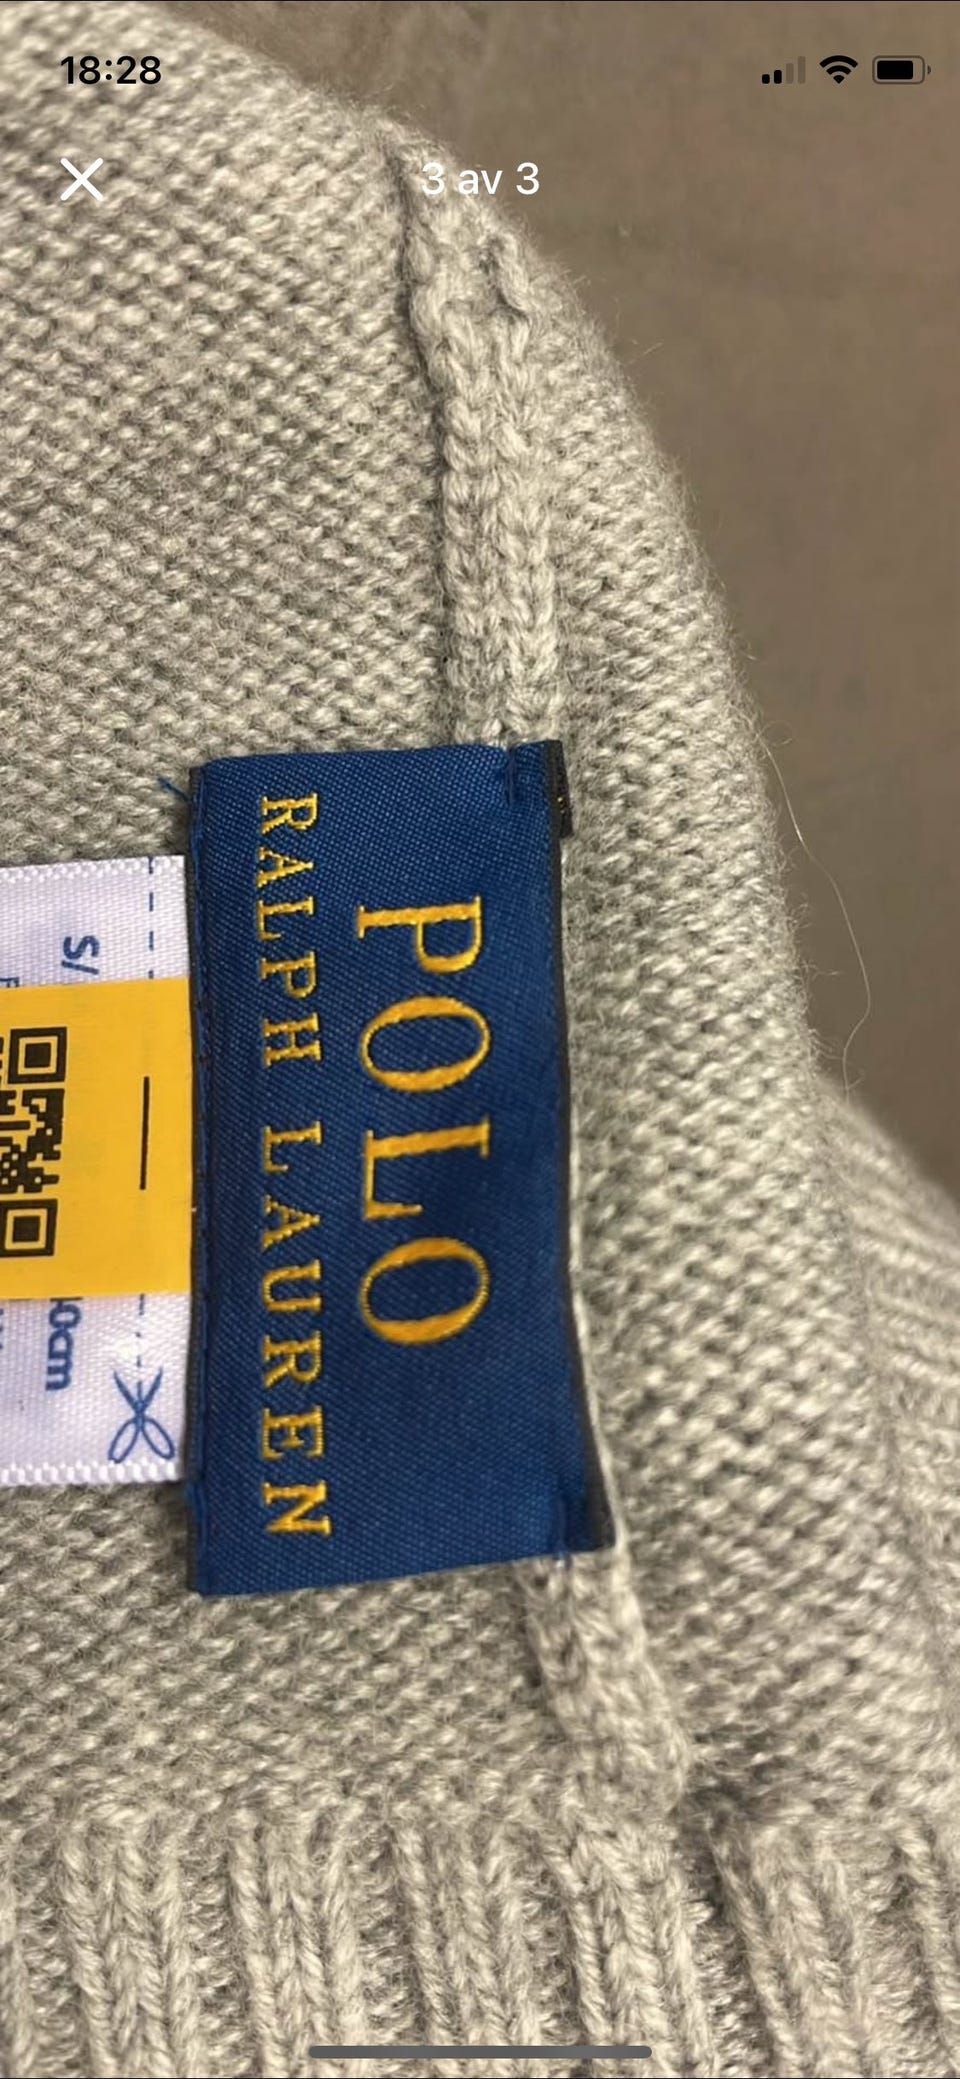 18:28
3 av 3
POLO
RALPH LAUREN
S/
0cm